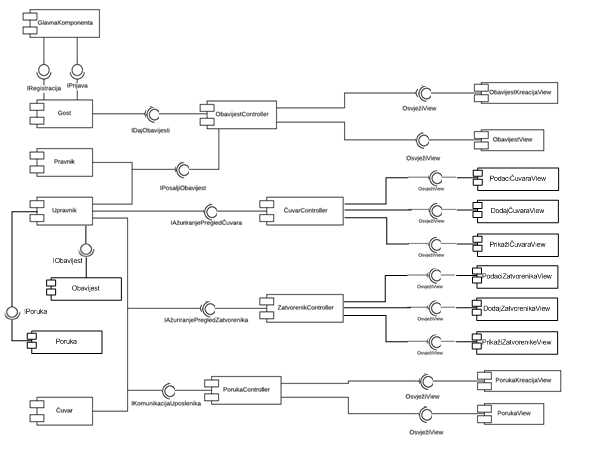 GlavnaKomponenta
IRegistracija
IPrijava
Gost
IDajObavijesti
ObavijestController
OsvježiView
ObavijestKreacijaView
OsvježiView
ObavijestView
Pravnik
IPosaljiObavijest
OsvježiView
PodaciČuvaraView
Upravnik
IAžuriranjePregledČuvara
ČuvarController
OsvježiView
DodajČuvaraView
OsvježiView
PrikažiČuvaraView
IObavijest
Obavijest
OsvježiView
PodaciZatvorenikaView
IPoruka
IAžuriranjePregledZatvorenika
ZatvorenikController
OsvježiView
DodajZatvorenikaView
Poruka
OsvježiView
PrikažiZatvorenikeView
Čuvar
IKomunikacijaUposlenika
PorukaController
OsvježiView
PorukaKreacijaView
OsvježiView
PorukaView